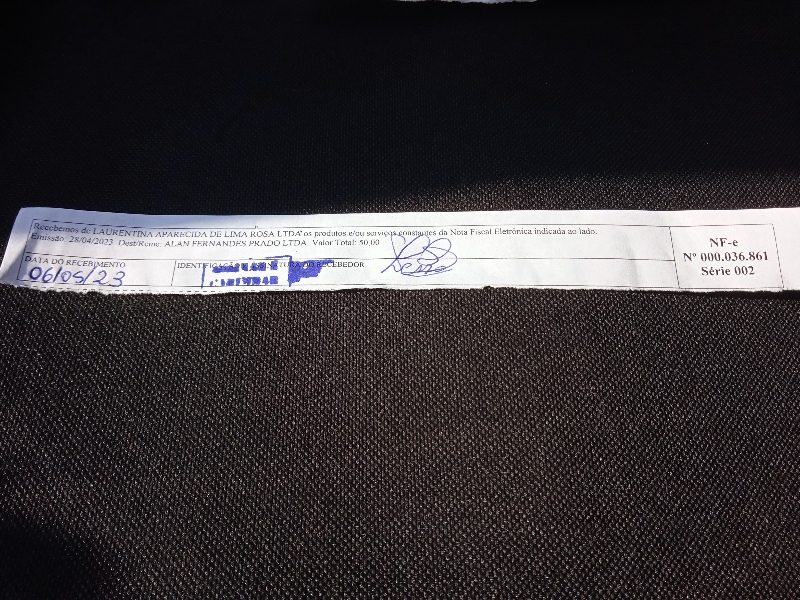 Recebemos de LAURENTINA APARECIDA DE LIMA ROSA LTDA os produtos e/ou serviços constantes da Nota Fiscal Eletrônica indicada ao lado.
Emissão: 28/04/2023 Dest/Reme: ALAN FERNANDES PRADO LTDA Valor Total: 50,00
DATA DO RECEBIMENTO
06/05/23
IDENTIFICAÇÃO E ASSINATURA DO RECEBEDOR
NF-e
Nº 000.036.861
Série 002